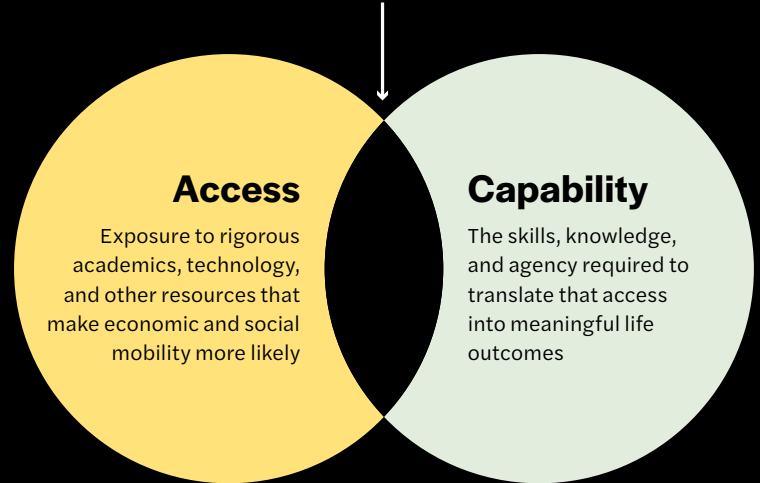 Access
Exposure to rigorous
academics, technology,
and other resources that
make economic and social
mobility more likely
Capability
The skills, knowledge,
and agency required to
translate that access
into meaningful life
outcomes